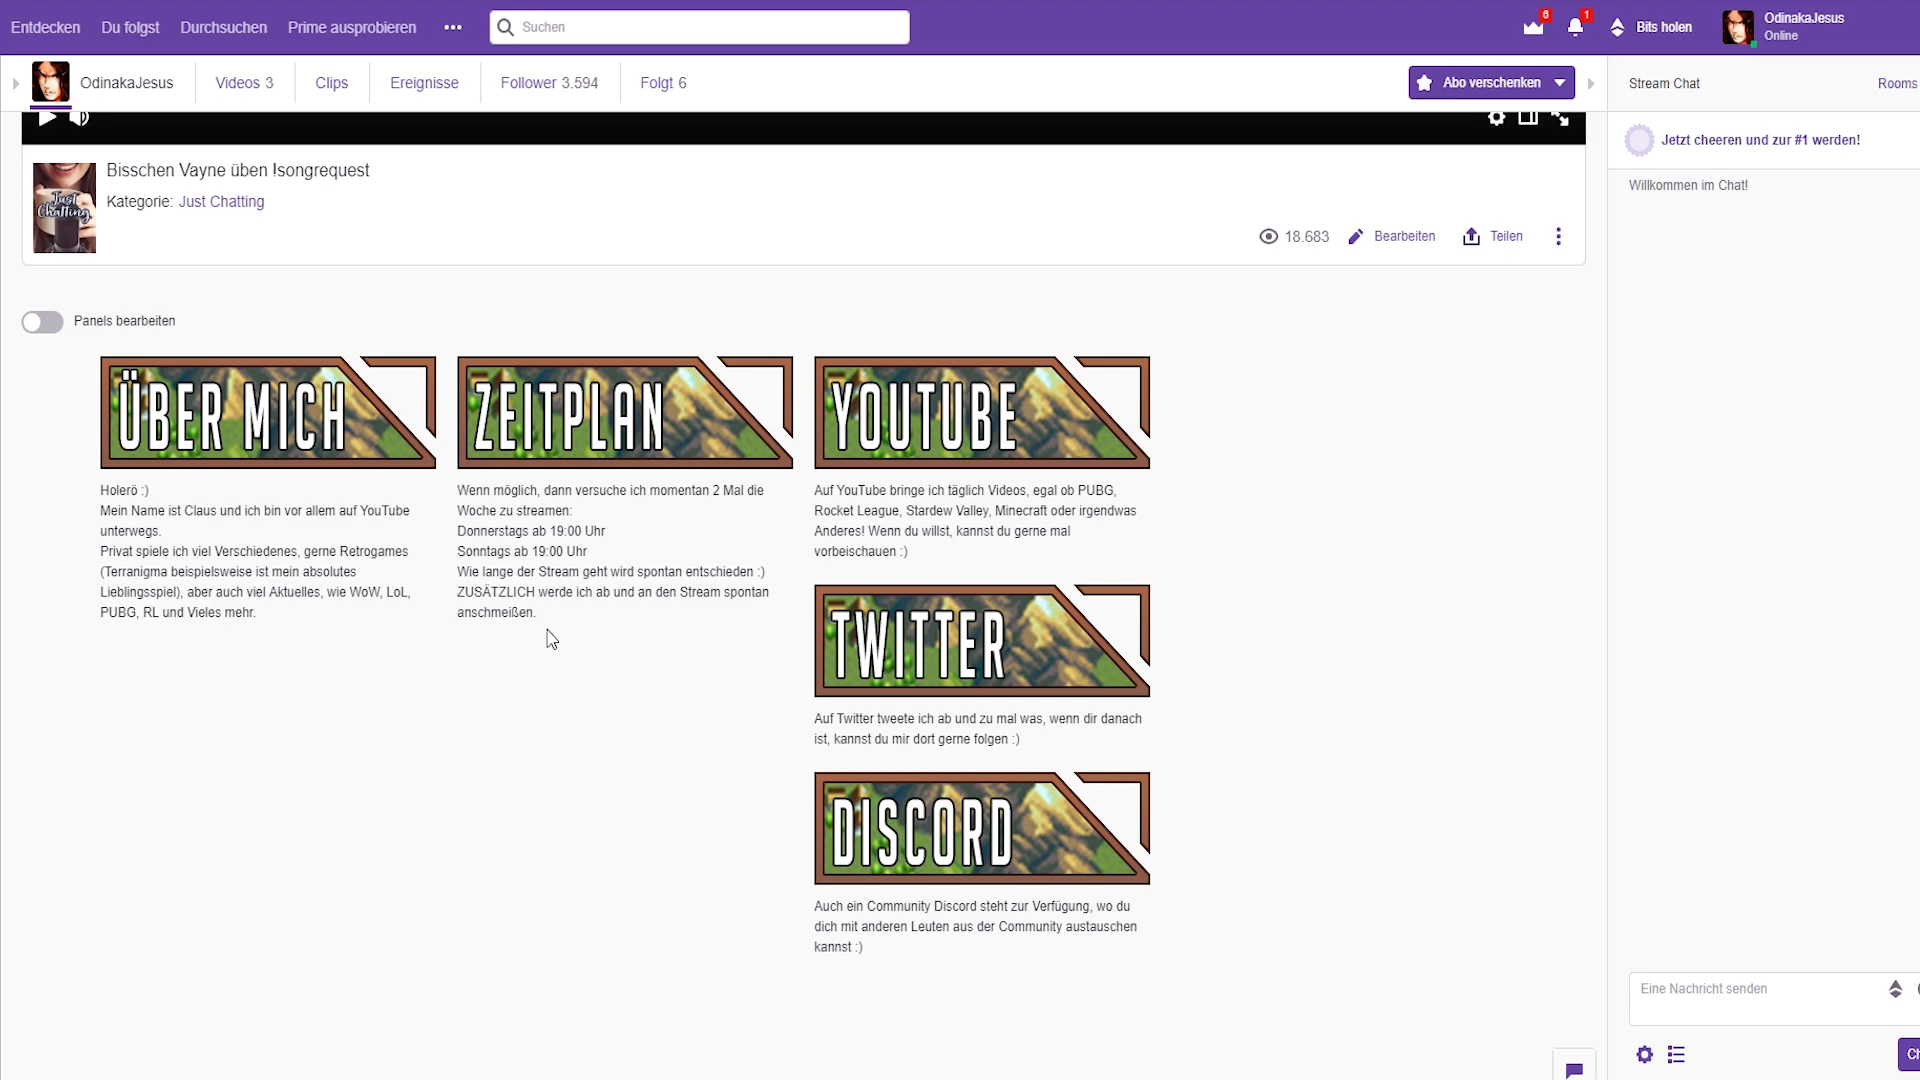 Entdecken Du folgst Durchsuchen Prime ausprobieren ••• Suchen 6 1 Bits holen OdinakaJesus
Online
OdinakaJesus Videos 3 Clips Ereignisse Follower 3.594 Folgt 6 Abo verschenken Stream Chat Rooms
Jetzt cheeren und zur #1 werden!
Willkommen im Chat!
Bisschen Vayne üben !songrequest
Just
Chatting
Kategorie: Just Chatting
18.683 Bearbeiten Teilen
Panels bearbeiten
ÜBER MICH
Holerö :)
Mein Name ist Claus und ich bin vor allem auf YouTube
unterwegs.
Privat spiele ich viel Verschiedenes, gerne Retrogames
(Terranigma beispielsweise ist mein absolutes
Lieblingsspiel), aber auch viel Aktuelles, wie WoW, LoL,
PUBG, RL und Vieles mehr.
ZEITPLAN
Wenn möglich, dann versuche ich momentan 2 Mal die
Woche zu streamen:
Donnerstags ab 19:00 Uhr
Sonntags ab 19:00 Uhr
Wie lange der Stream geht wird spontan entschieden :)
ZUSÄTZLICH werde ich ab und an den Stream spontan
anschmeißen.
YOUTUBE
Auf YouTube bringe ich täglich Videos, egal ob PUBG,
Rocket League, Stardew Valley, Minecraft oder irgendwas
Anderes! Wenn du willst, kannst du gerne mal
vorbeischauen :)
TWITTER
Auf Twitter tweete ich ab und zu mal was, wenn dir danach
ist, kannst du mir dort gerne folgen :)
DISCORD
Auch ein Community Discord steht zur Verfügung, wo du
dich mit anderen Leuten aus der Community austauschen
kannst :)
Eine Nachricht senden
Ch